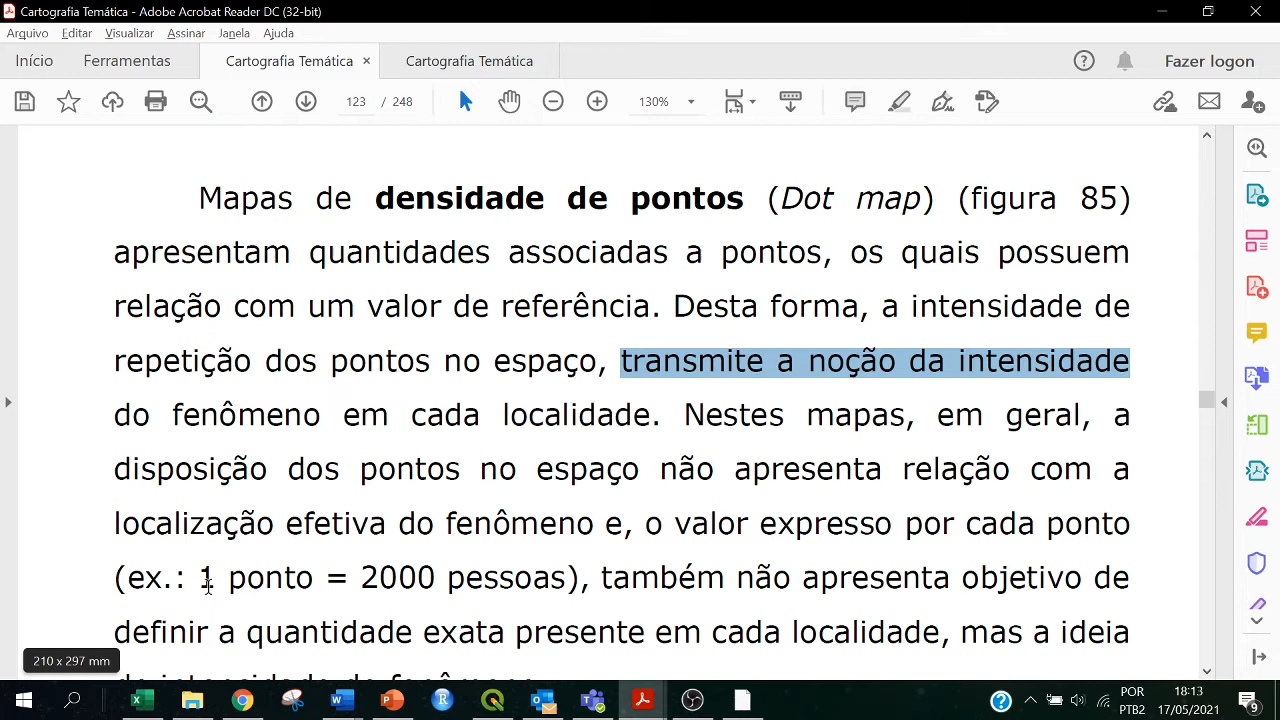 Cartografia Temática - Adobe Acrobat Reader DC (32-bit)
Arquivo Editar Visualizar Assinar Janela Ajuda
Início Ferramentas Cartografia Temática × Cartografia Temática Fazer logon
123 / 248 130%
Mapas de densidade de pontos (Dot map) (figura 85)
apresentam quantidades associadas a pontos, os quais possuem
relação com um valor de referência. Desta forma, a intensidade de
repetição dos pontos no espaço, transmite a noção da intensidade
do fenômeno em cada localidade. Nestes mapas, em geral, a
disposição dos pontos no espaço não apresenta relação com a
localização efetiva do fenômeno e, o valor expresso por cada ponto
(ex.: 1 ponto = 2000 pessoas), também não apresenta objetivo de
definir a quantidade exata presente em cada localidade, mas a ideia
de intensidade do fenômeno
210 x 297 mm
POR 18:13
PTB2 17/05/2021 9